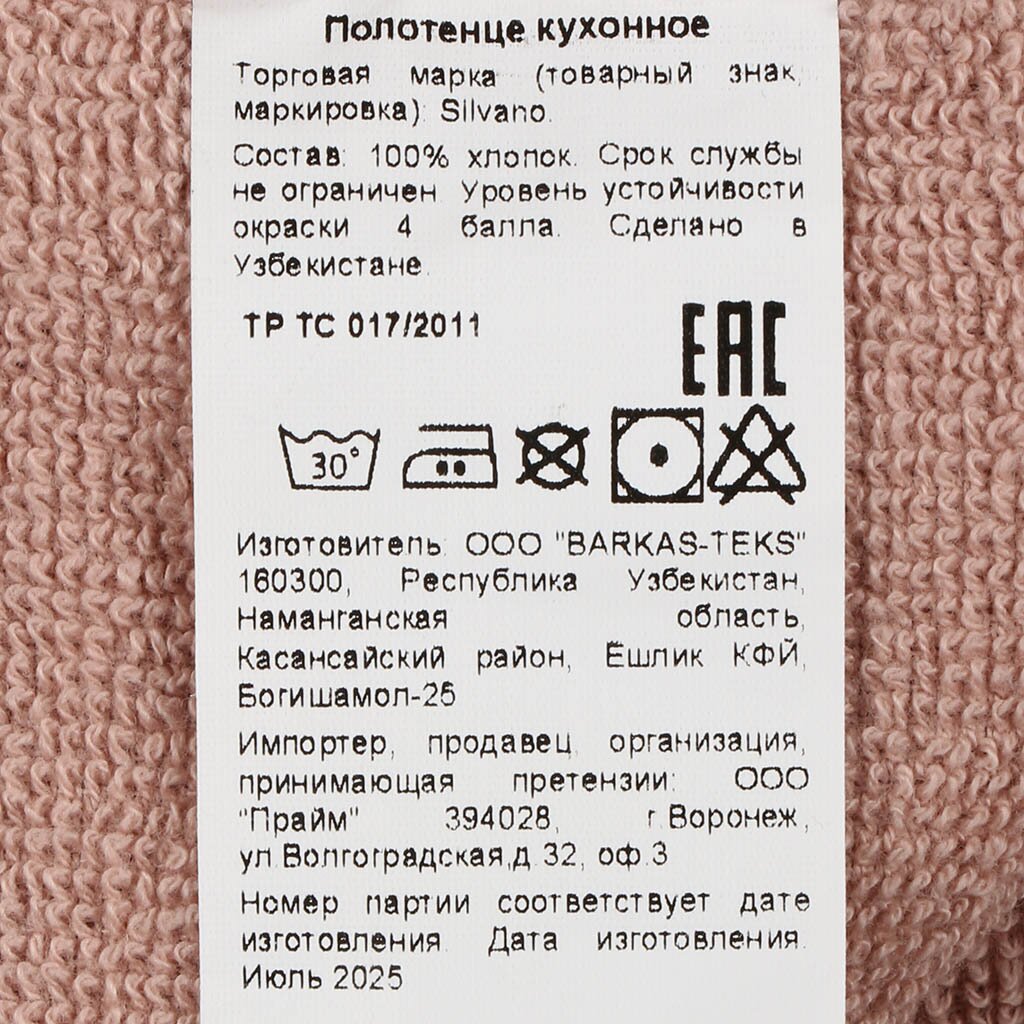 Полотенце кухонное
Торговая марка (товарный знак,
маркировка): Silvano.
Состав: 100% хлопок. Срок службы
не ограничен. Уровень устойчивости
окраски 4 балла. Сделано в
Узбекистане.
ТР ТС 017/2011
EAC
30°
Изготовитель: ООО "BARKAS-TEKS"
160300, Республика Узбекистан,
Наманганская область,
Касансайский район, Ёшлик КФЙ,
Богишамол-25
Импортер, продавец, организация,
принимающая претензии: ООО
"Прайм" 394028, г.Воронеж,
ул.Волгоградская,д.32, оф.3
Номер партии соответствует дате
изготовления. Дата изготовления:
Июль 2025